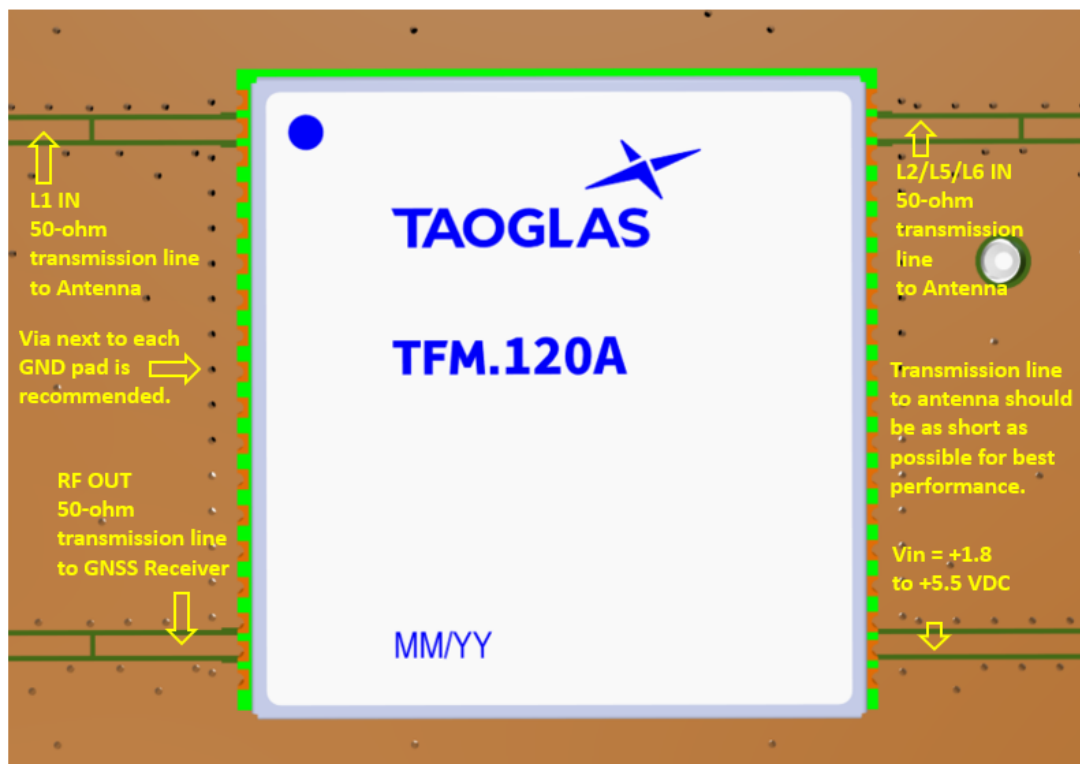 TAOGLAS
TFM.120A
MM/YY
L1 IN
50-ohm
transmission line
to Antenna
Via next to each
GND pad is
recommended.
RF OUT
50-ohm
transmission line
to GNSS Receiver
L2/L5/L6 IN
50-ohm
transmission
line
to Antenna
Transmission line
to antenna should
be as short as
possible for best
performance.
Vin = +1.8
to +5.5 VDC